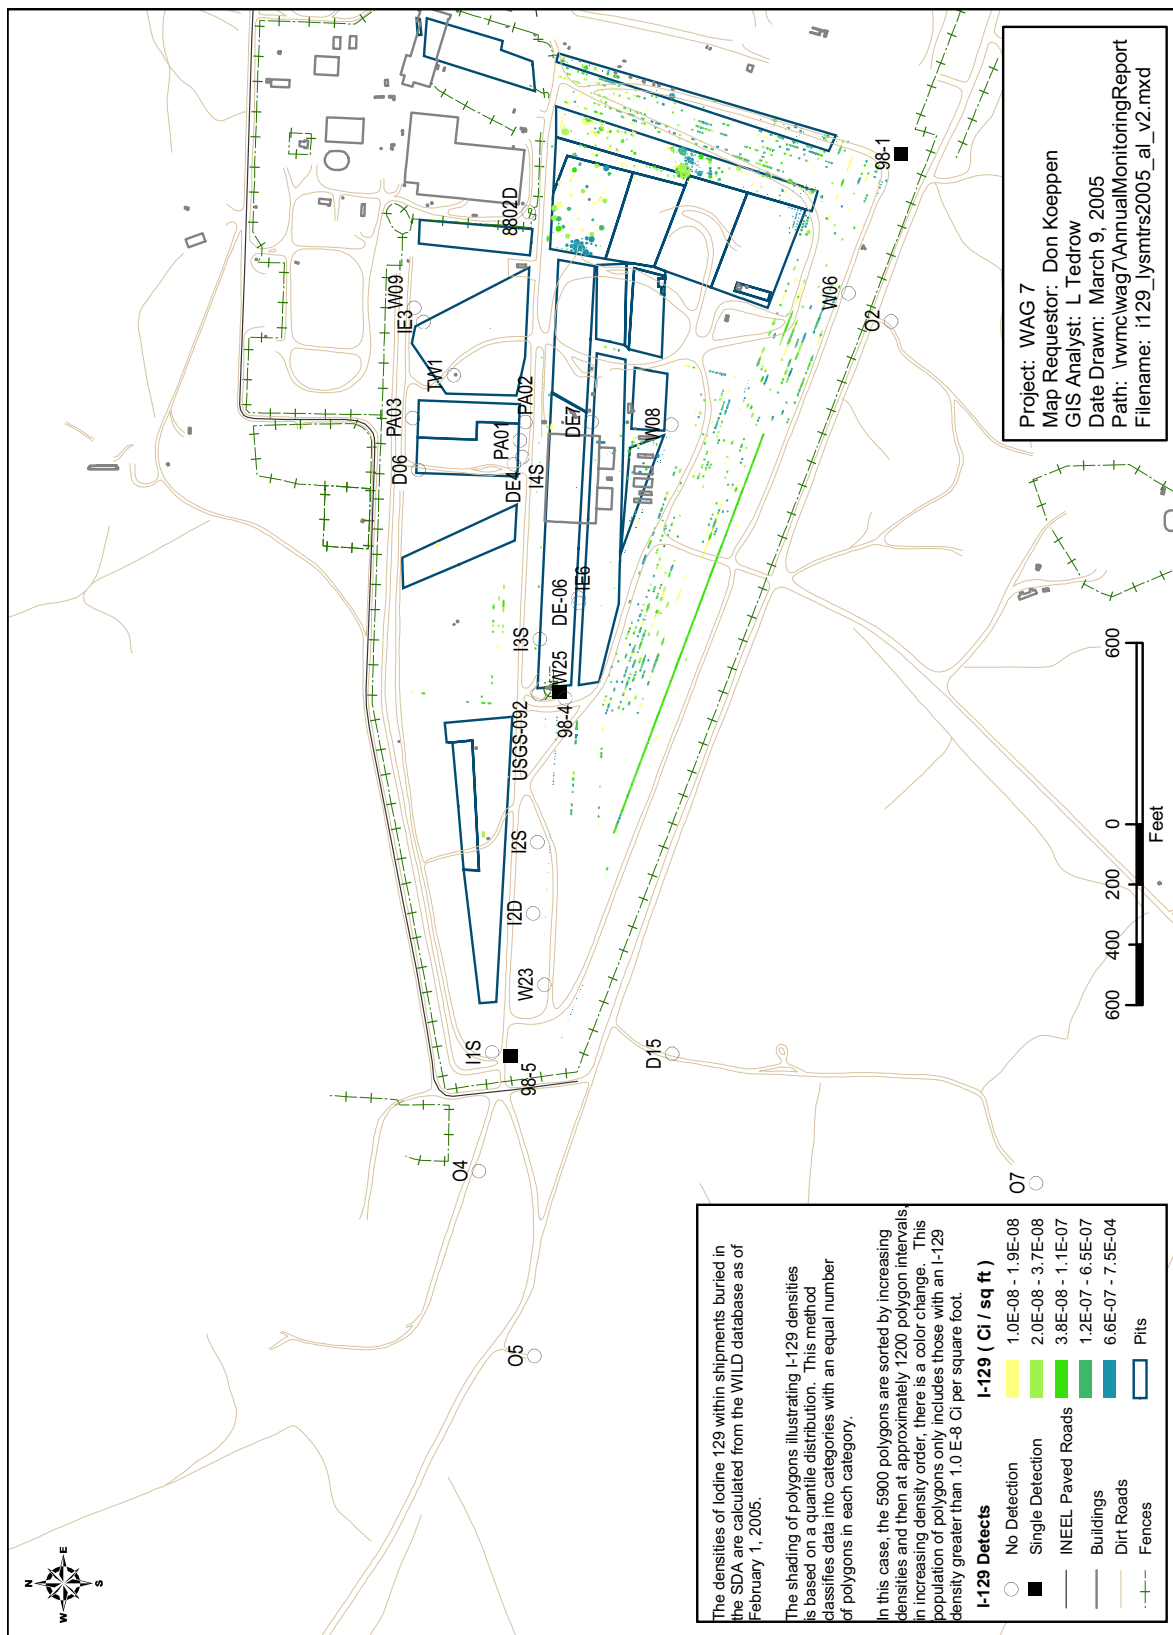 N
W
E
S
The densities of Iodine 129 within shipments buried in
the SDA are calculated from the WILD database as of
February 1, 2005.
The shading of polygons illustrating I-129 densities
is based on a quantile distribution. This method
classifies data into categories with an equal number
of polygons in each category.
In this case, the 5900 polygons are sorted by increasing
densities and then at approximately 1200 polygon intervals,
in increasing density order, there is a color change. This
population of polygons only includes those with an I-129
density greater than 1.0 E-8 Ci per square foot.
I-129 Detects
No Detection
Single Detection
INEEL Paved Roads
Buildings
Dirt Roads
Fences
I-129 ( Ci / sq ft )
1.0E-08 - 1.9E-08
2.0E-08 - 3.7E-08
3.8E-08 - 1.1E-07
1.2E-07 - 6.5E-07
6.6E-07 - 7.5E-04
Pits
O5
O4
O7
I1S
98-5
D15
W23
I2D
I2S
USGS-092
98-4
W25
I3S
DE-06
IE6
D06
PA03
DE4
I4S
PA01
PA02
DE7
W08
TW1
IE3
W09
8802D
W06
O2
98-1
600
400
200
0
600
Feet
Project: WAG 7
Map Requestor: Don Koeppen
GIS Analyst: L Tedrow
Date Drawn: March 9, 2005
Path: \rwmc\wag7\AnnualMonitoringReport
Filename: i129_lysmtrs2005_al_v2.mxd